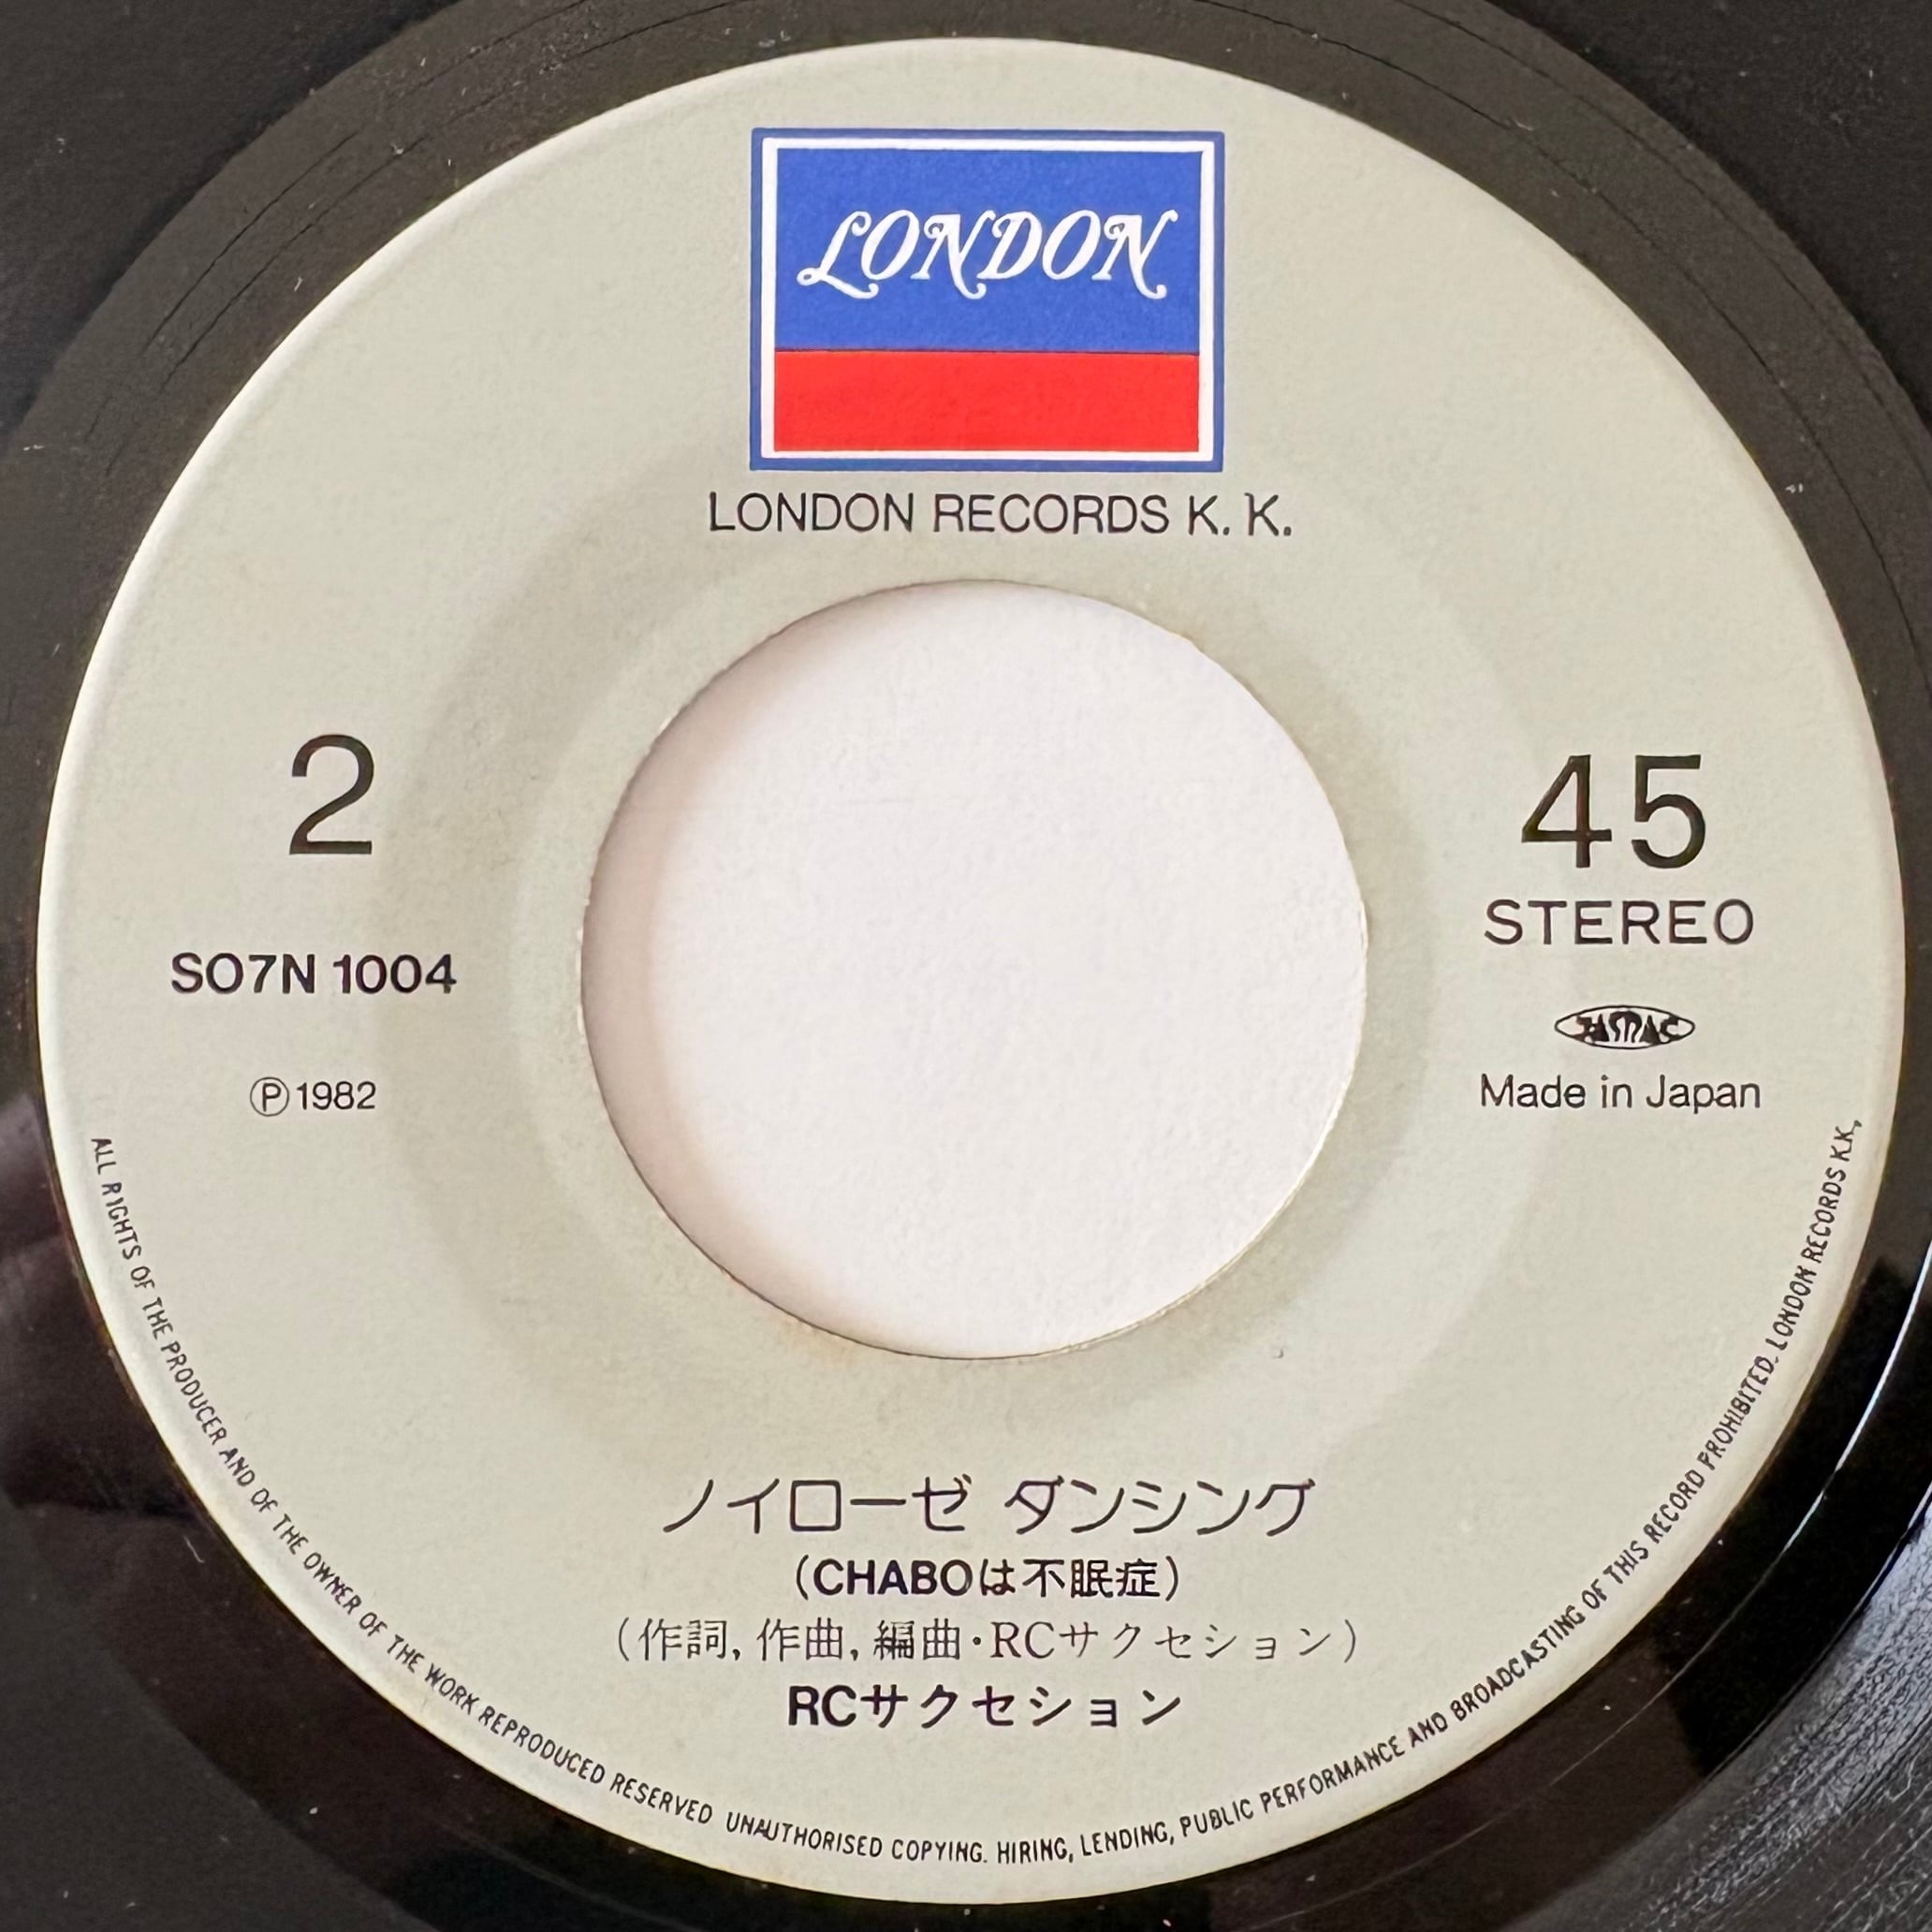 LONDON
LONDON RECORDS K. K.
2
45
STEREO
SO7N 1004
JASRAC
Made in Japan
Ⓟ1982
ノイローゼ ダンシング
(CHABOは不眠症)
(作詞, 作曲, 編曲・RCサクセション)
RCサクセション
ALL RIGHTS OF THE PRODUCER AND OF THE OWNER OF THE WORK REPRODUCED RESERVED UNAUTHORISED COPYING. HIRING, LENDING, PUBLIC PERFORMANCE AND BROADCASTING OF THIS RECORD PROHIBITED. LONDON RECORDS K.K,